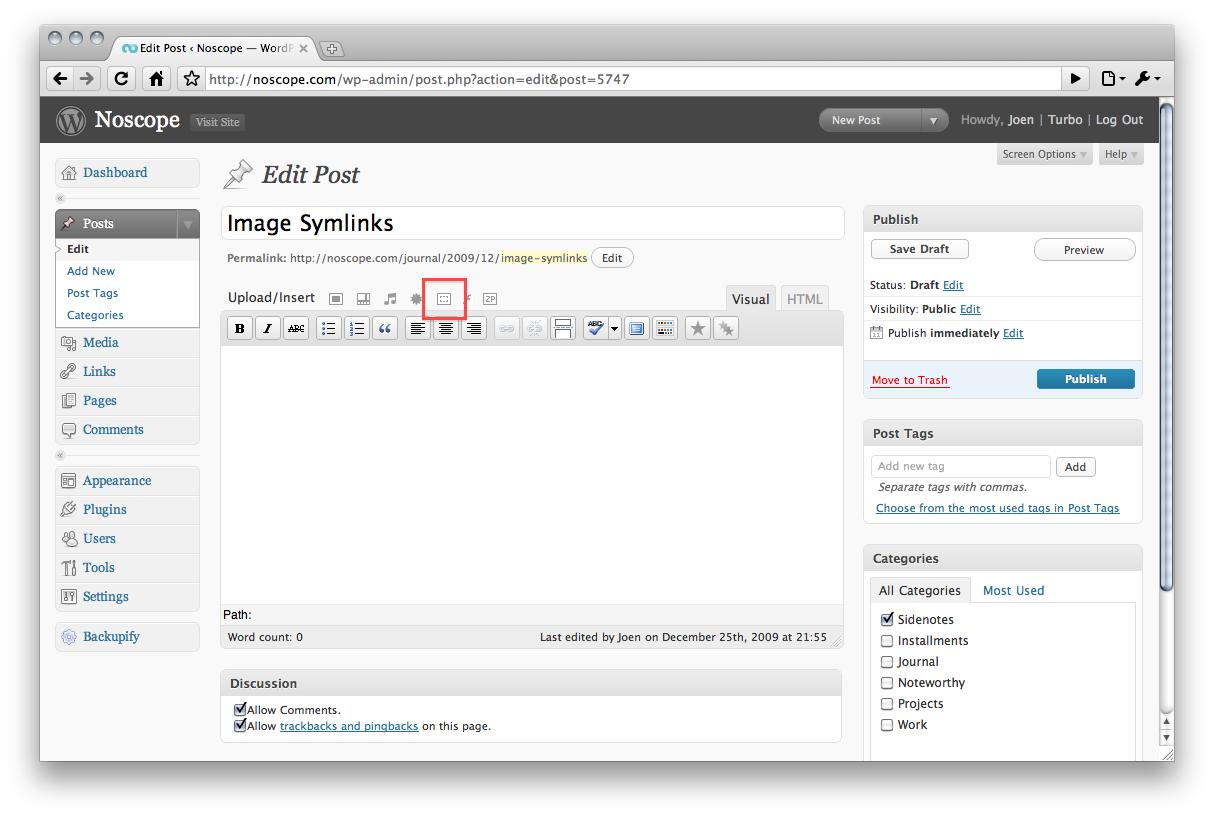 Edit Post ‹ Noscope — WordP
http://noscope.com/wp-admin/post.php?action=edit&post=5747
Noscope Visit Site
New Post
Howdy, Joen | Turbo | Log Out
Screen Options
Help
Dashboard
Posts
Edit
Add New
Post Tags
Categories
Media
Links
Pages
Comments
Appearance
Plugins
Users
Tools
Settings
Backupify
Edit Post
Image Symlinks
Permalink: http://noscope.com/journal/2009/12/image-symlinks Edit
Upload/Insert
ZP
Visual
HTML
B I ABC
ABC
Path:
Word count: 0
Last edited by Joen on December 25th, 2009 at 21:55
Discussion
Allow Comments.
Allow trackbacks and pingbacks on this page.
Publish
Save Draft
Preview
Status: Draft Edit
Visibility: Public Edit
Publish immediately Edit
Move to Trash
Publish
Post Tags
Add new tag
Add
Separate tags with commas.
Choose from the most used tags in Post Tags
Categories
All Categories
Most Used
Sidenotes
Installments
Journal
Noteworthy
Projects
Work